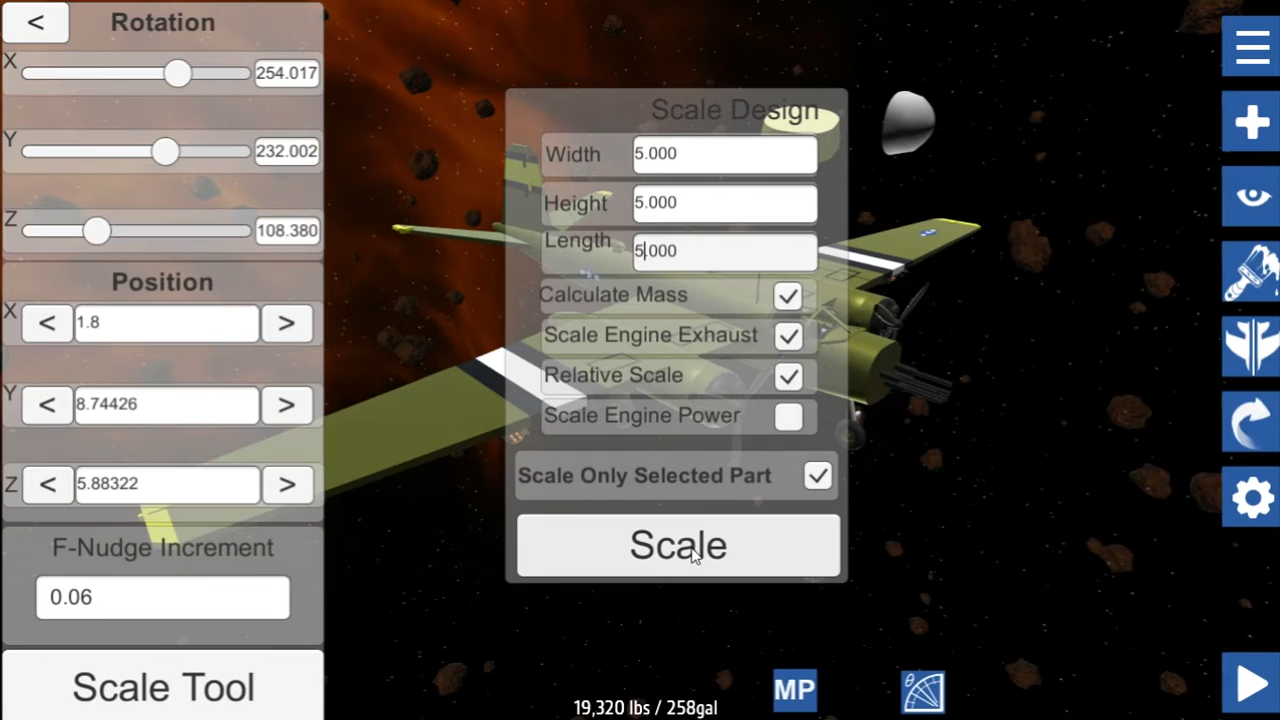 <
Rotation
X
254.017
Y
232.002
Z
108.380
Position
X
<
1.8
>
Y
<
8.74426
>
Z
<
5.88322
>
F-Nudge Increment
0.06
Scale Tool
Scale Design
Width
5.000
Height
5.000
Length
5.000
Calculate Mass
Scale Engine Exhaust
Relative Scale
Scale Engine Power
Scale Only Selected Part
Scale
19,320 lbs / 258gal
MP
θ